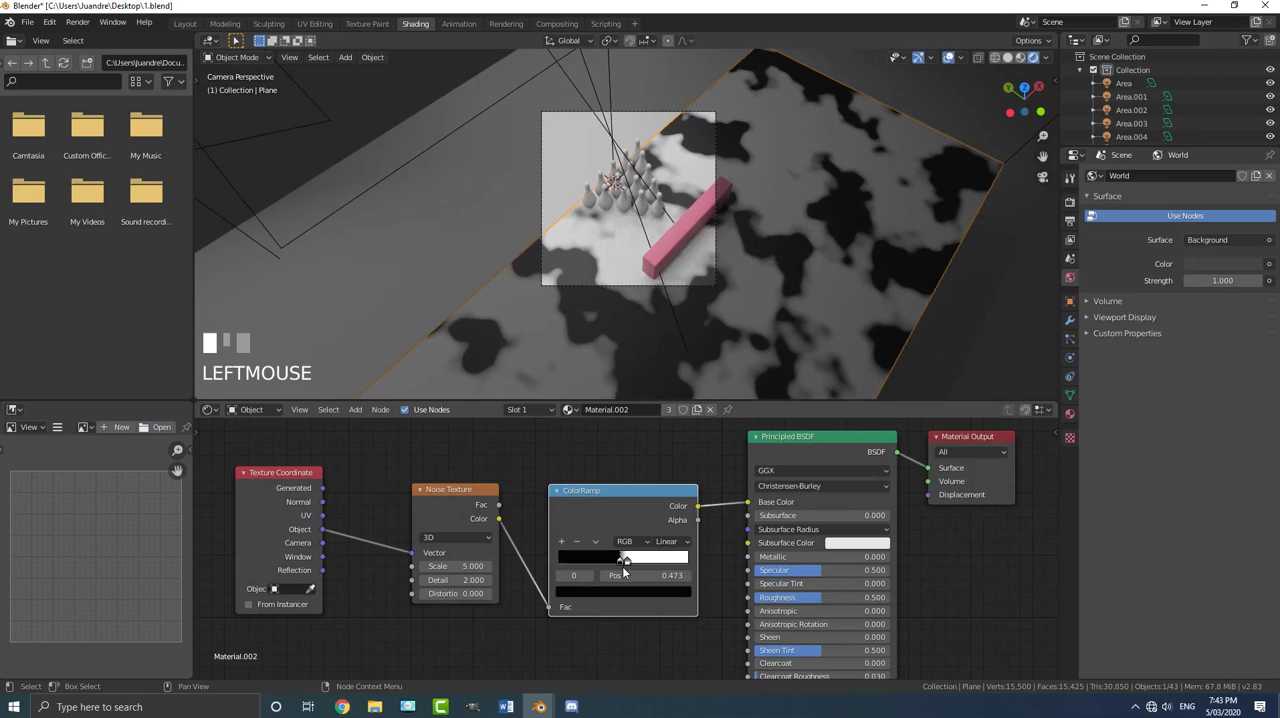 Blender* [C:\Users\Juandre\Desktop\1.blend]
File Edit Render Window Help
Layout Modeling Sculpting UV Editing Texture Paint Shading Animation Rendering Compositing Scripting +
Scene View Layer
View Select
Object Mode View Select Add Object
Global
Options
C:\Users\juandre\Docu...
Camtasia Custom Offic... My Music
My Pictures My Videos Sound recordi...
Camera Perspective
(1) Collection | Plane
LEFTMOUSE
Scene Collection
Collection
Area
Area.001
Area.002
Area.003
Area.004
Scene World
World
Surface
Use Nodes
Surface Background
Color
Strength 1.000
Volume
Viewport Display
Custom Properties
Object View Select Add Node Use Nodes Slot 1 Material.002 3
View New Open
Texture Coordinate
Generated
Normal
UV
Object
Camera
Window
Reflection
Objec
From Instancer
Noise Texture
Fac
Color
3D
Vector
Scale 5.000
Detail 2.000
Distortio 0.000
ColorRamp
Color
Alpha
RGB Linear
0 Pos 0.473
Fac
Principled BSDF
BSDF
GGX
Christensen-Burley
Base Color
Subsurface 0.000
Subsurface Radius
Subsurface Color
Metallic 0.000
Specular 0.500
Specular Tint 0.000
Roughness 0.500
Anisotropic 0.000
Anisotropic Rotation 0.000
Sheen 0.000
Sheen Tint 0.500
Clearcoat 0.000
Clearcoat Roughness 0.030
Material Output
All
Surface
Volume
Displacement
Material.002
Select Box Select Pan View Node Context Menu
Collection | Plane | Verts:15,500 | Faces:15,425 | Tris:30,850 | Objects:1/43 | Mem: 67.8 MiB | v2.83
Type here to search
7:43 PM
5/03/2020